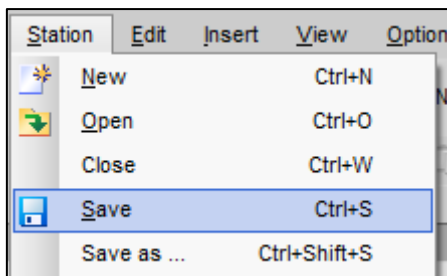 Station Edit Insert View Option
New Ctrl+N
Open Ctrl+O
Close Ctrl+W
Save Ctrl+S
Save as ... Ctrl+Shift+S